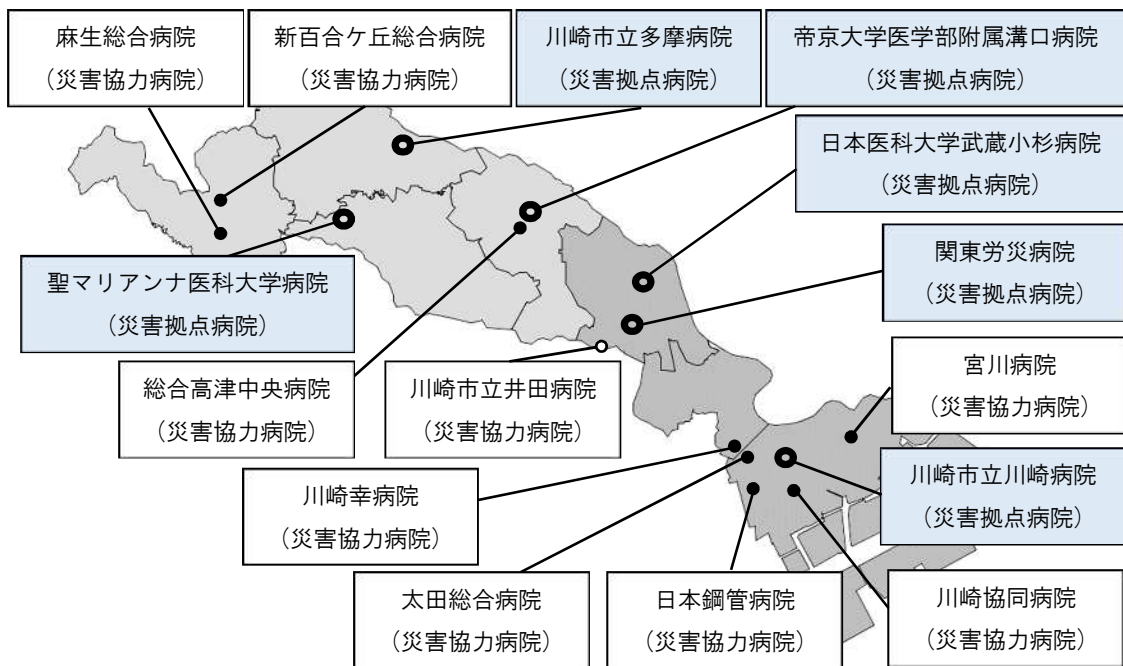 麻生総合病院
（災害協力病院）
新百合ケ丘総合病院
（災害協力病院）
川崎市立多摩病院
（災害拠点病院）
帝京大学医学部附属溝口病院
（災害拠点病院）
日本医科大学武蔵小杉病院
（災害拠点病院）
関東労災病院
（災害拠点病院）
聖マリアンナ医科大学病院
（災害拠点病院）
総合高津中央病院
（災害協力病院）
川崎市立井田病院
（災害協力病院）
宮川病院
（災害協力病院）
川崎幸病院
（災害協力病院）
川崎市立川崎病院
（災害拠点病院）
太田総合病院
（災害協力病院）
日本鋼管病院
（災害協力病院）
川崎協同病院
（災害協力病院）